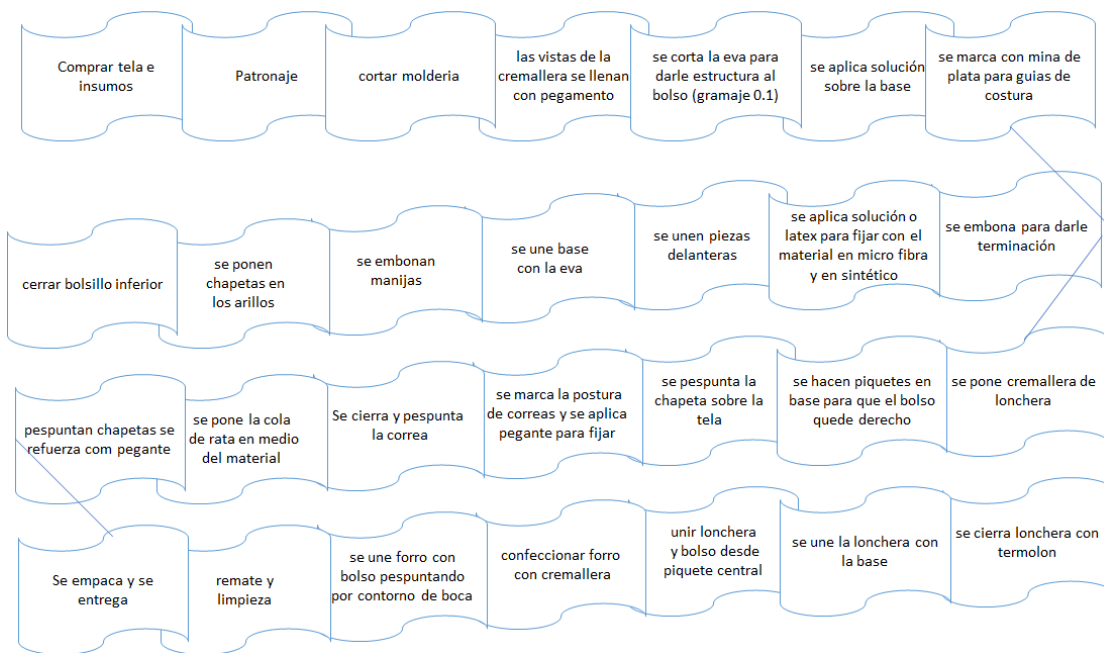 Comprar tela e
insumos
Patronaje
cortar molderia
las vistas de la
cremallera se llenan
con pegamento
se corta la eva para
darle estructura al
bolso (gramaje 0.1)
se aplica solución
sobre la base
se marca con mina de
plata para guias de
costura
cerrar bolsillo inferior
se ponen
chapetas en
los arillos
se embonan
manijas
se une base
con la eva
se unen piezas
delanteras
se aplica solución o
latex para fijar con el
material en micro fibra
y en sintético
se embona para darle
terminación
pespuntan chapetas se
refuerza com pegante
se pone la cola
de rata en medio
del material
Se cierra y pespunta
la correa
se marca la postura
de correas y se aplica
pegante para fijar
se pespunta la
chapeta sobre la
tela
se hacen piquetes en
base para que el bolso
quede derecho
se pone cremallera de
lonchera
Se empaca y se
entrega
remate y
limpieza
se une forro con
bolso pespuntando
por contorno de boca
confeccionar forro
con cremallera
unir lonchera
y bolso desde
piquete central
se une la lonchera con
la base
se cierra lonchera con
termolon